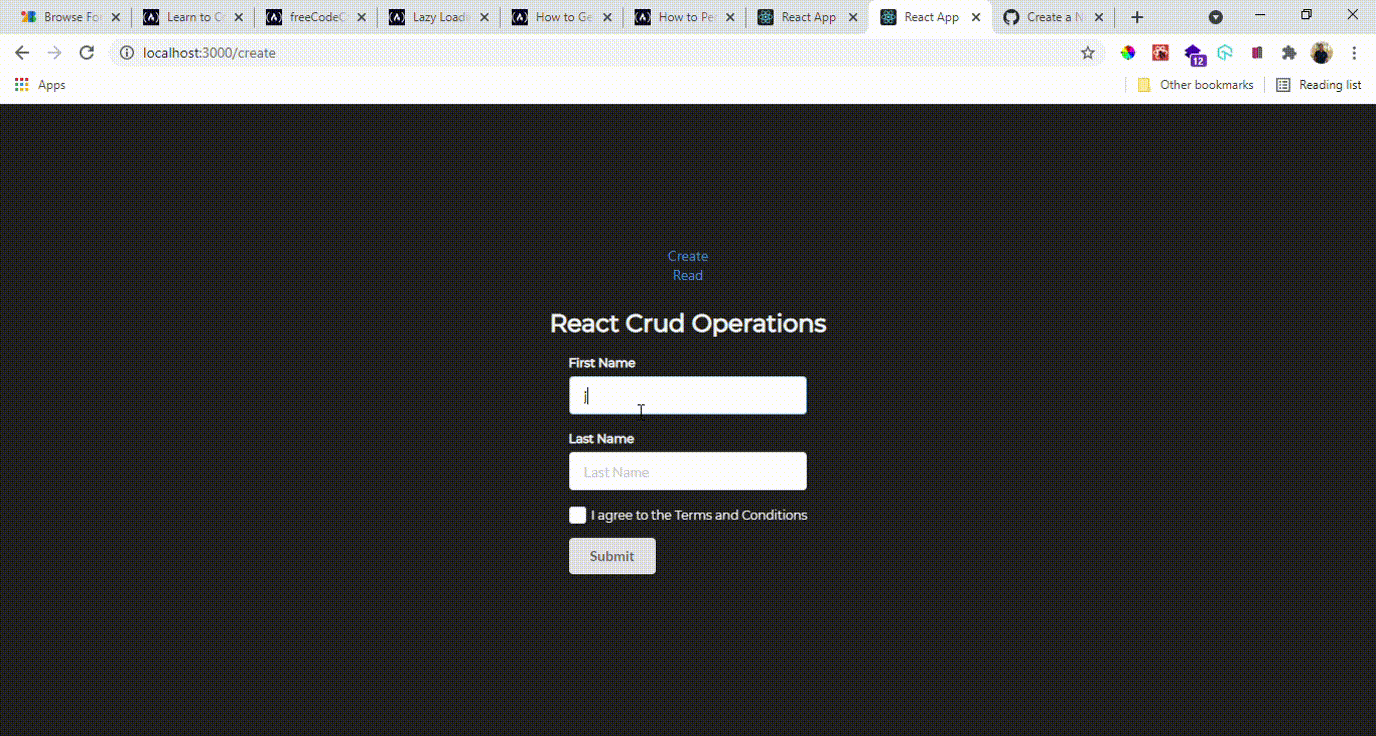 Browse Fo
Learn to C
freeCodeC
Lazy Loadi
How to Ge
How to Per
React App
React App
Create a N
localhost:3000/create
12
Apps
Other bookmarks
Reading list
Create
Read
React Crud Operations
First Name
j
Last Name
Last Name
I agree to the Terms and Conditions
Submit